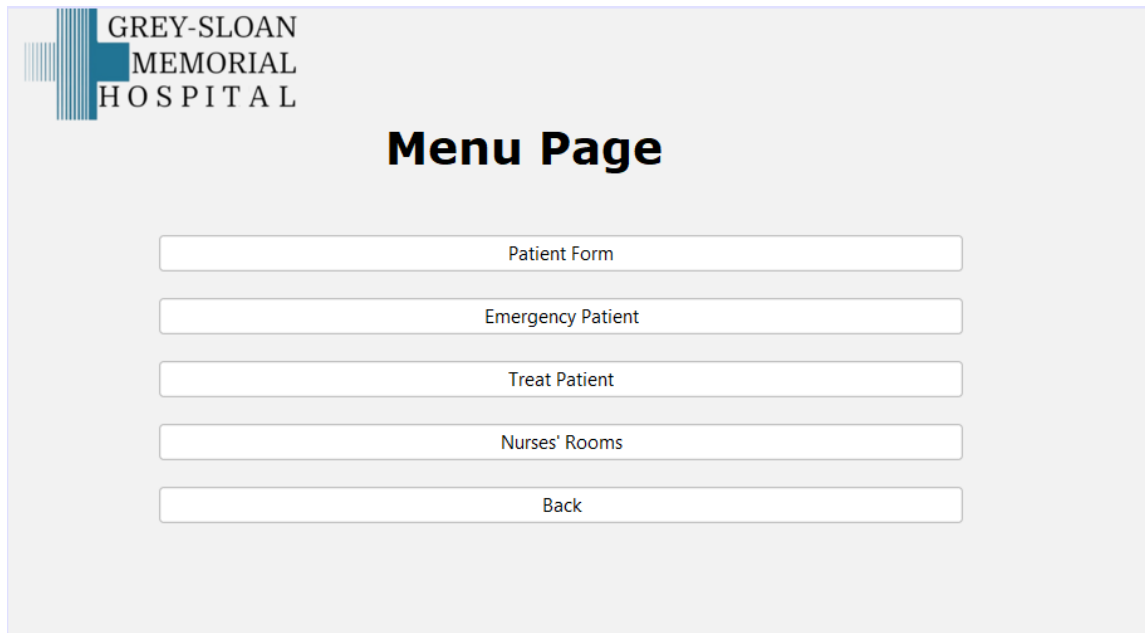 GREY-SLOAN
MEMORIAL
HOSPITAL
Menu Page
Patient Form
Emergency Patient
Treat Patient
Nurses' Rooms
Back